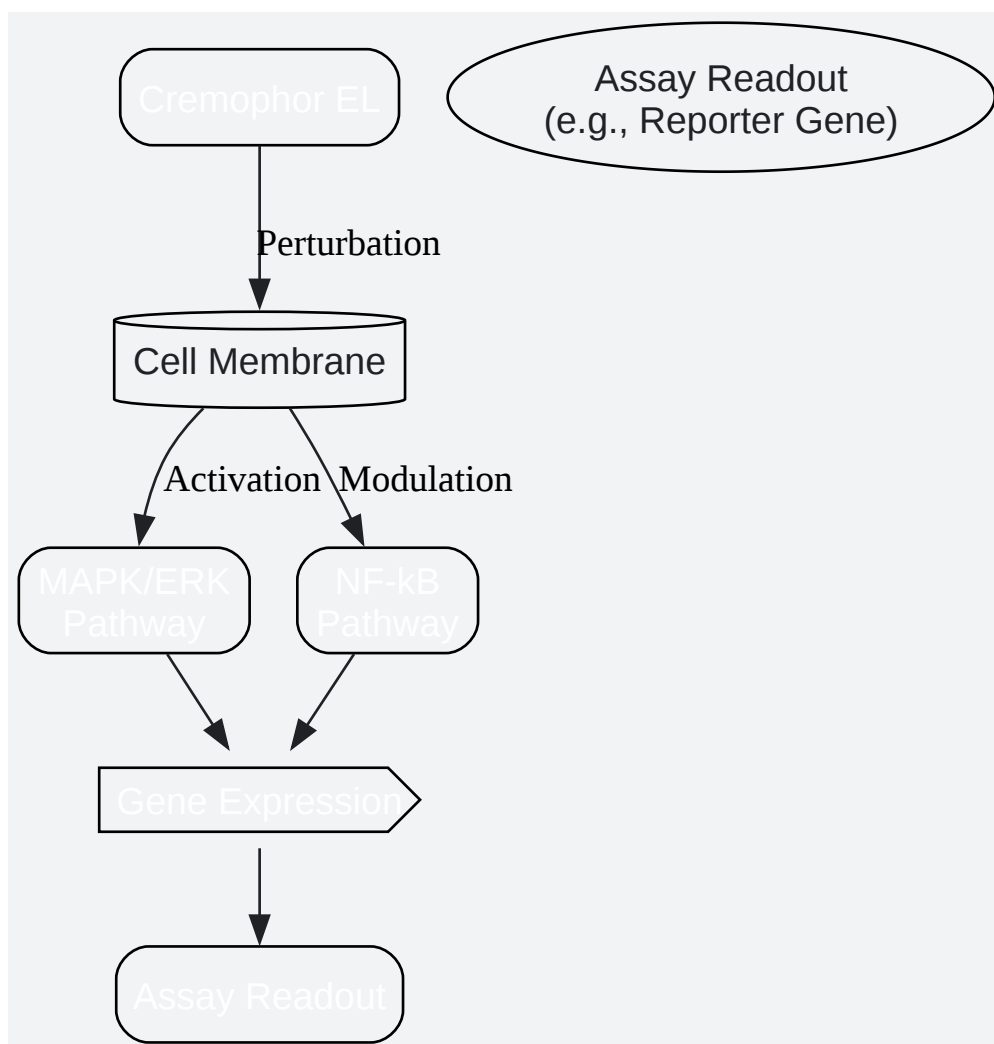 Cremophor EL
Assay Readout
(e.g., Reporter Gene)
Perturbation
Cell Membrane
Activation
Modulation
MAPK/ERK
Pathway
NF-kB
Pathway
Gene Expression
Assay Readout